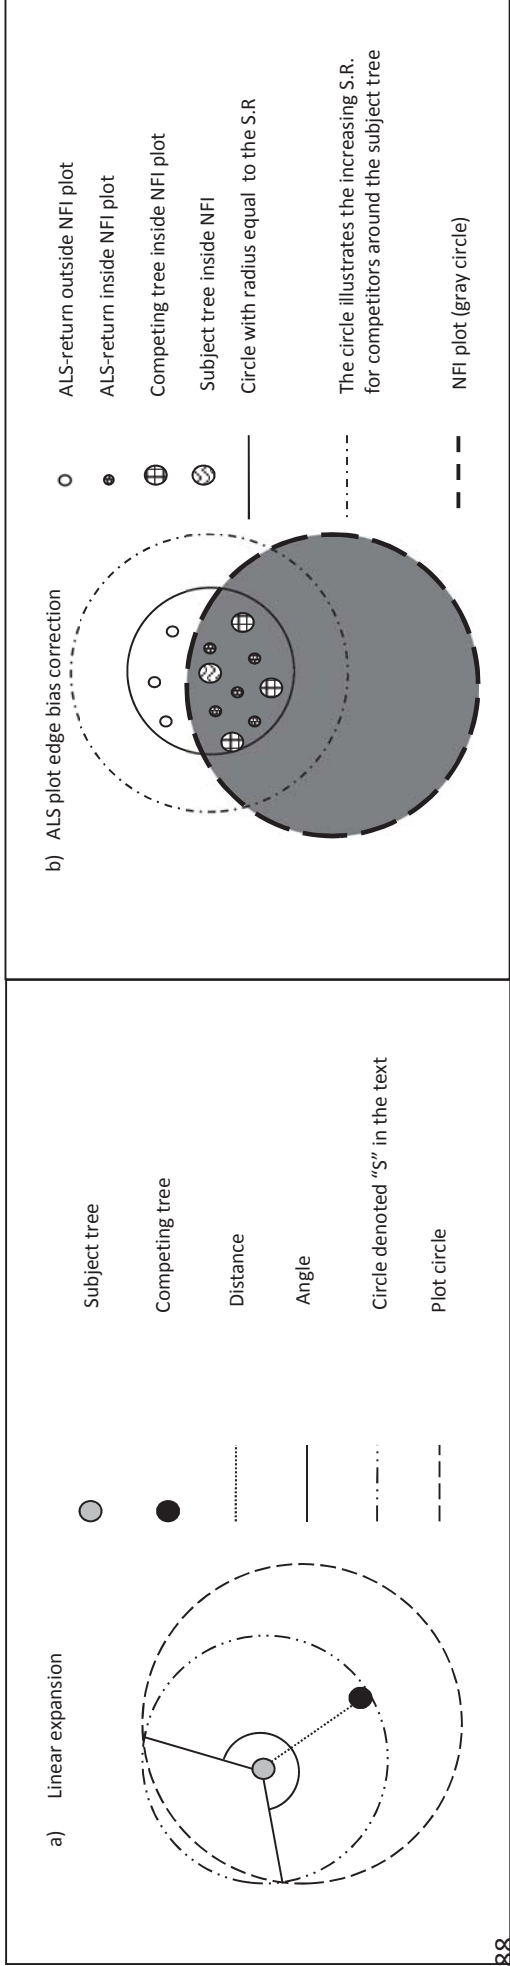 a) Linear expansion
Subject tree
Competing tree
Distance
Angle
Circle denoted “S” in the text
Plot circle
b) ALS plot edge bias correction
ALS-return outside NFI plot
ALS-return inside NFI plot
Competing tree inside NFI plot
Subject tree inside NFI
Circle with radius equal to the S.R
The circle illustrates the increasing S.R.
for competitors around the subject tree
NFI plot (gray circle)